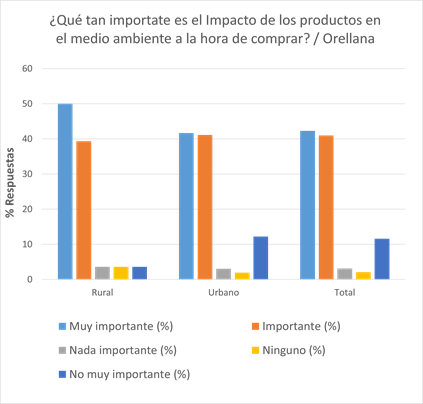 ¿Qué tan importate es el Impacto de los productos en
el medio ambiente a la hora de comprar? / Orellana
60
50
40
30
20
10
0
% Respuestas
Rural
Urbano
Total
Muy importante (%)
Importante (%)
Nada importante (%)
Ninguno (%)
No muy importante (%)